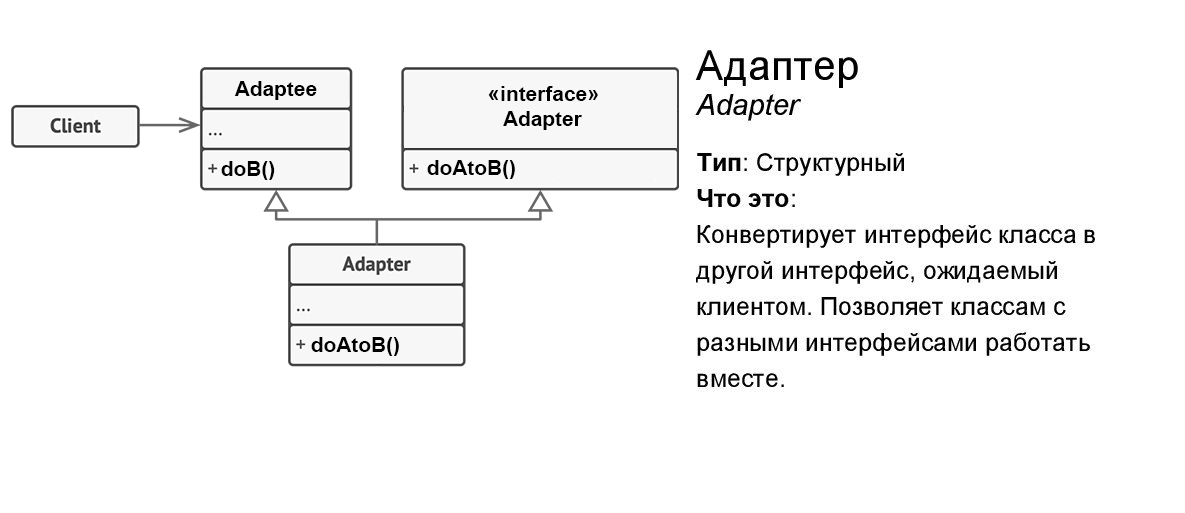 Client
Adaptee
...
+ doB()
«interface»
Adapter
+ doAtoB()
Adapter
...
+ doAtoB()
Адаптер
Adapter
Тип: Структурный
Что это:
Конвертирует интерфейс класса в
другой интерфейс, ожидаемый
клиентом. Позволяет классам с
разными интерфейсами работать
вместе.